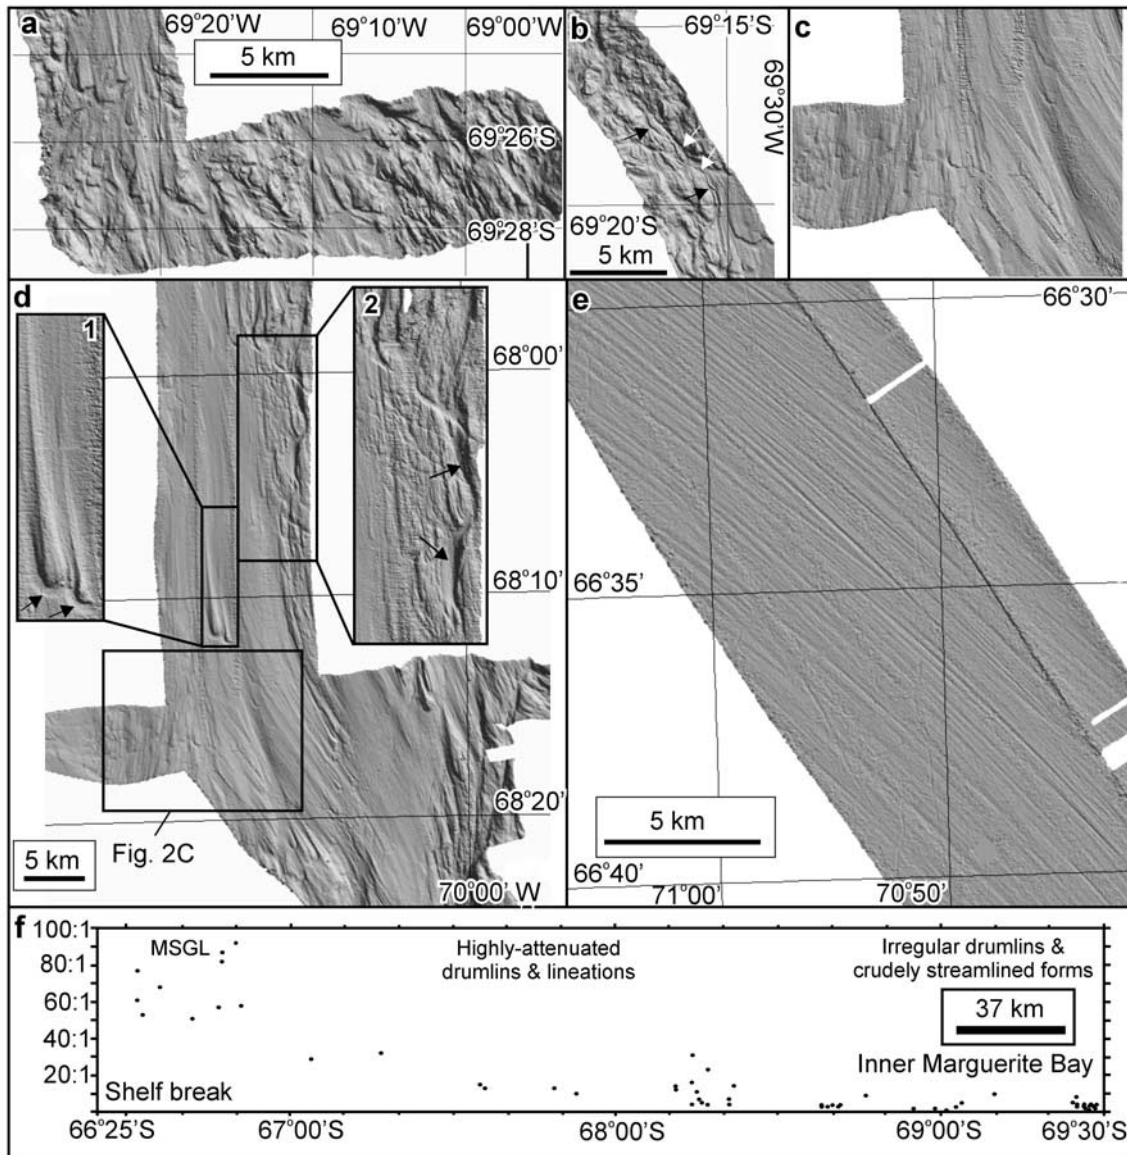 a
69°20'W
69°10'W
69°00'W
5 km
69°26'S
69°28'S
b
69°15'S
69°30'W
69°20'S
5 km
c
d
1
2
68°00'
68°10'
68°20'
5 km
Fig. 2C
70°00' W
e
66°30'
66°35'
5 km
66°40'
71°00'
70°50'
f
100:1
80:1
60:1
40:1
20:1
MSGL
Highly-attenuated
drumlins & lineations
Irregular drumlins &
crudely streamlined forms
37 km
Shelf break
Inner Marguerite Bay
66°25'S
67°00'S
68°00'S
69°00'S
69°30'S